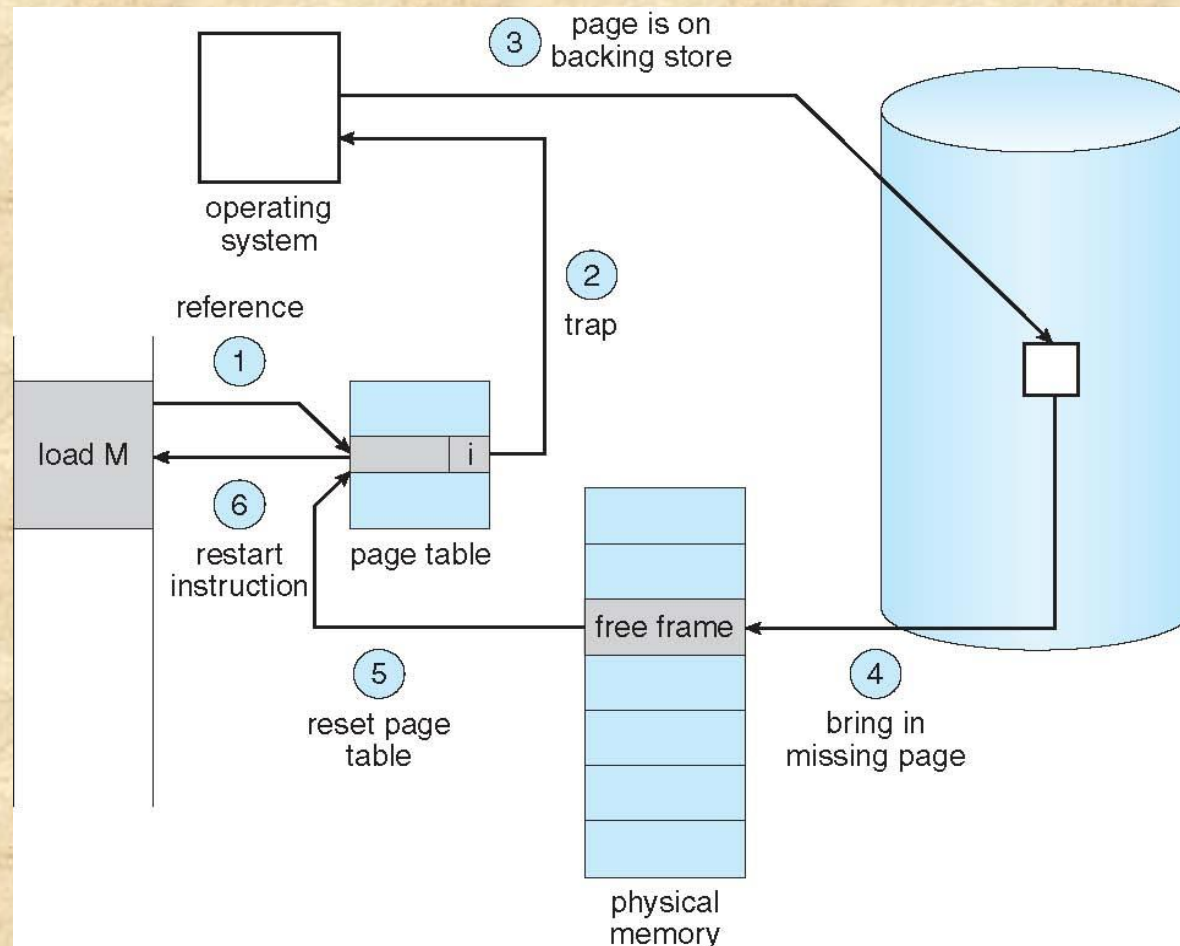 3
page is on
backing store
operating
system
2
trap
reference
1
load M
i
6
restart
instruction
page table
free frame
5
reset page
table
4
bring in
missing page
physical
memory